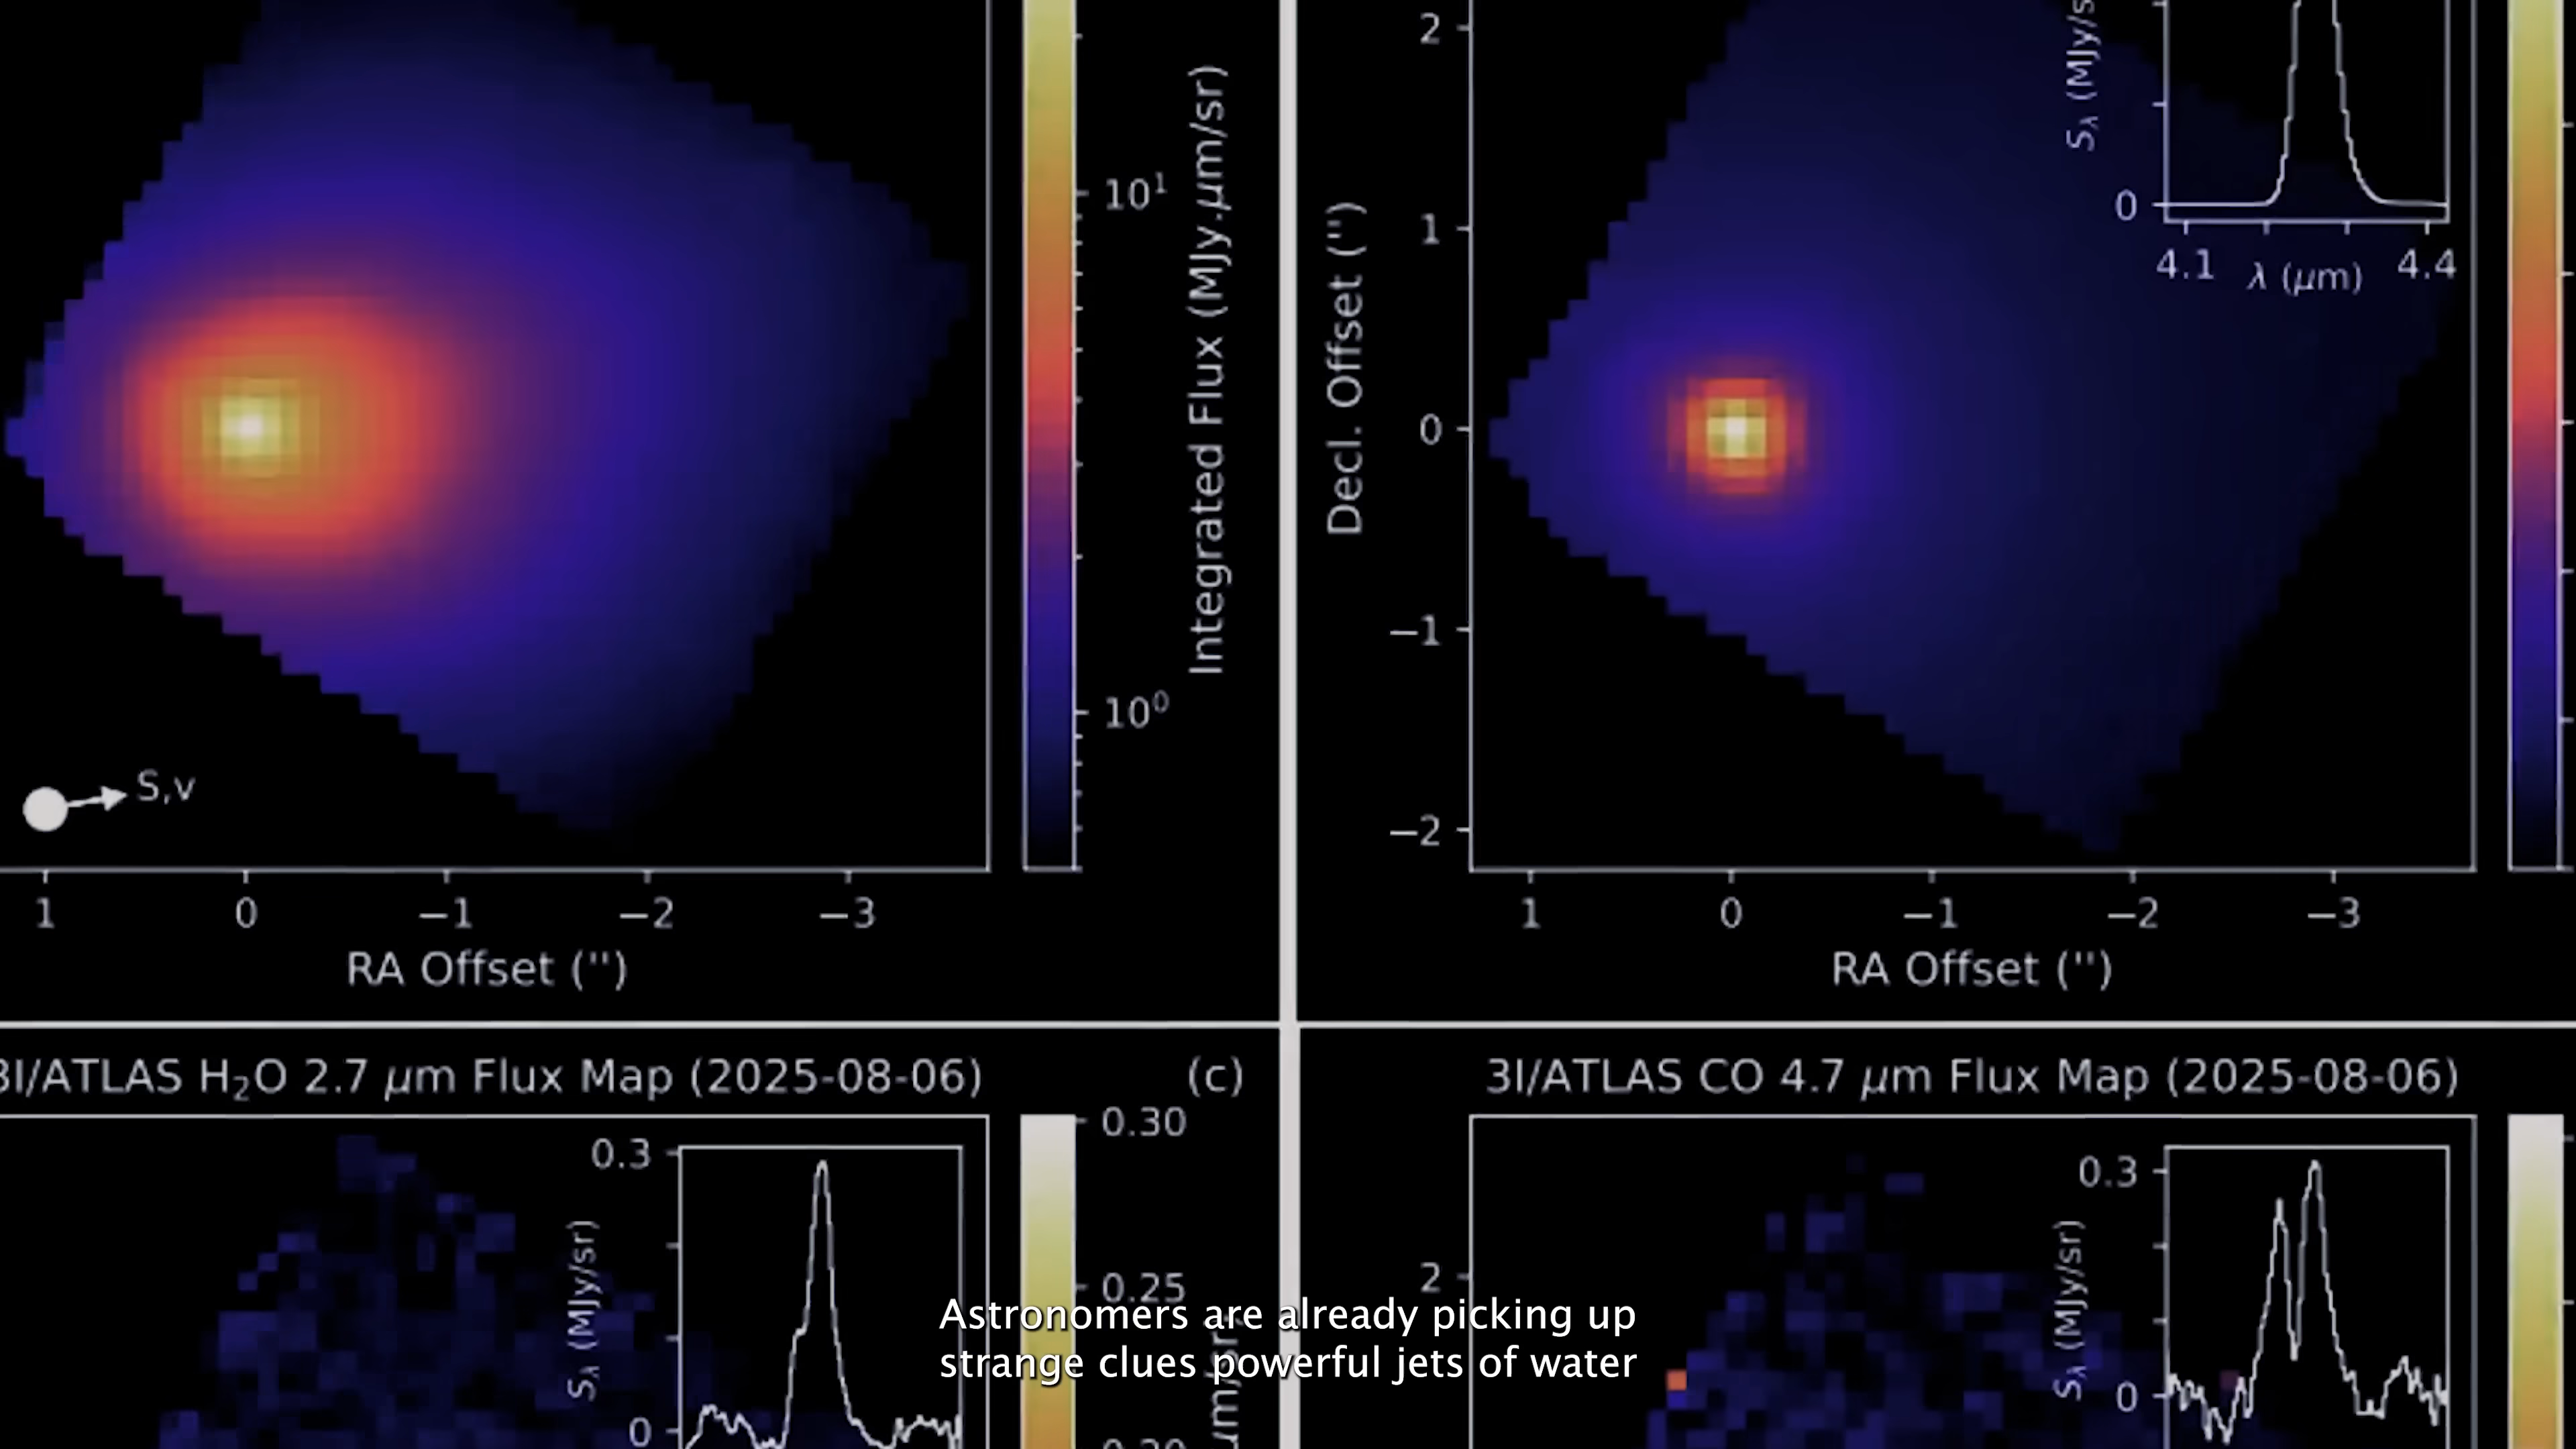 10¹
Integrated Flux (MJy.μm/sr)
10⁰
S,v
1 0 −1 −2 −3
RA Offset ('')
2
1
0
−1
−2
Decl. Offset ('')
0
4.1 λ (μm) 4.4
1 0 −1 −2 −3
RA Offset ('')
3I/ATLAS H₂O 2.7 μm Flux Map (2025-08-06) (c)
0.3
Sλ (MJy/sr)
0
0.30
0.25
3I/ATLAS CO 4.7 μm Flux Map (2025-08-06)
2
0.3
Sλ (MJy/sr)
0
Astronomers are already picking up
strange clues powerful jets of water